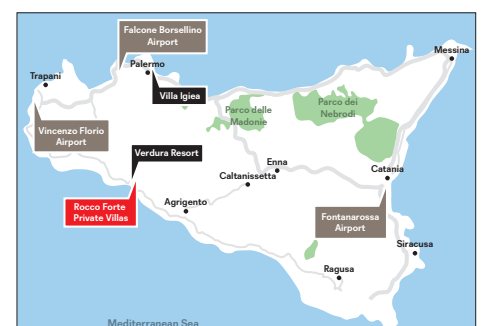 Falcone Borsellino
Airport
Messina
Palermo
Trapani
Villa Igiea
Parco dei
Nebrodi
Parco delle
Madonie
Vincenzo Florio
Airport
Verdura Resort
Enna
Caltanissetta
Catania
Rocco Forte
Private Villas
Agrigento
Fontanarossa
Airport
Siracusa
Ragusa
Mediterranean Sea